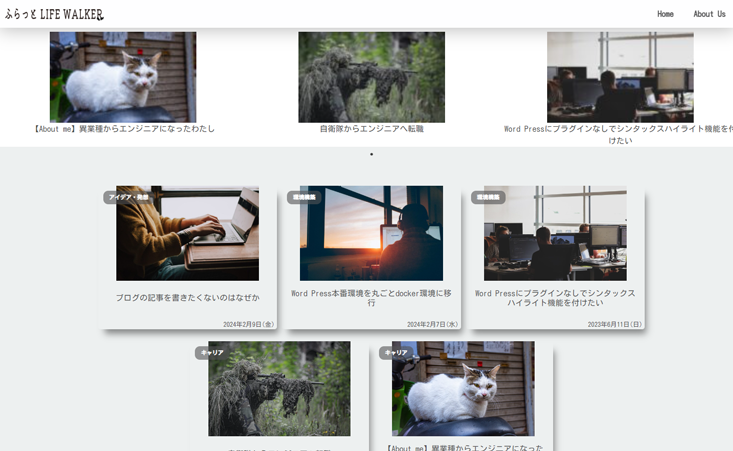 ふらっと LIFE WALKER
Home
About Us
【About me】異業種からエンジニアになったわたし
自衛隊からエンジニアへ転職
Word Pressにプラグインなしでシンタックスハイライト機能を付
けたい
アイデア・発想
環境構築
環境構築
ブログの記事を書きたくないのはなぜか
Word Press本番環境を丸ごとdocker環境に移
行
Word Pressにプラグインなしでシンタックス
ハイライト機能を付けたい
2024年2月9日(金)
2024年2月7日(水)
2023年6月11日(日)
キャリア
キャリア
【About me】異業種からエンジニアになった